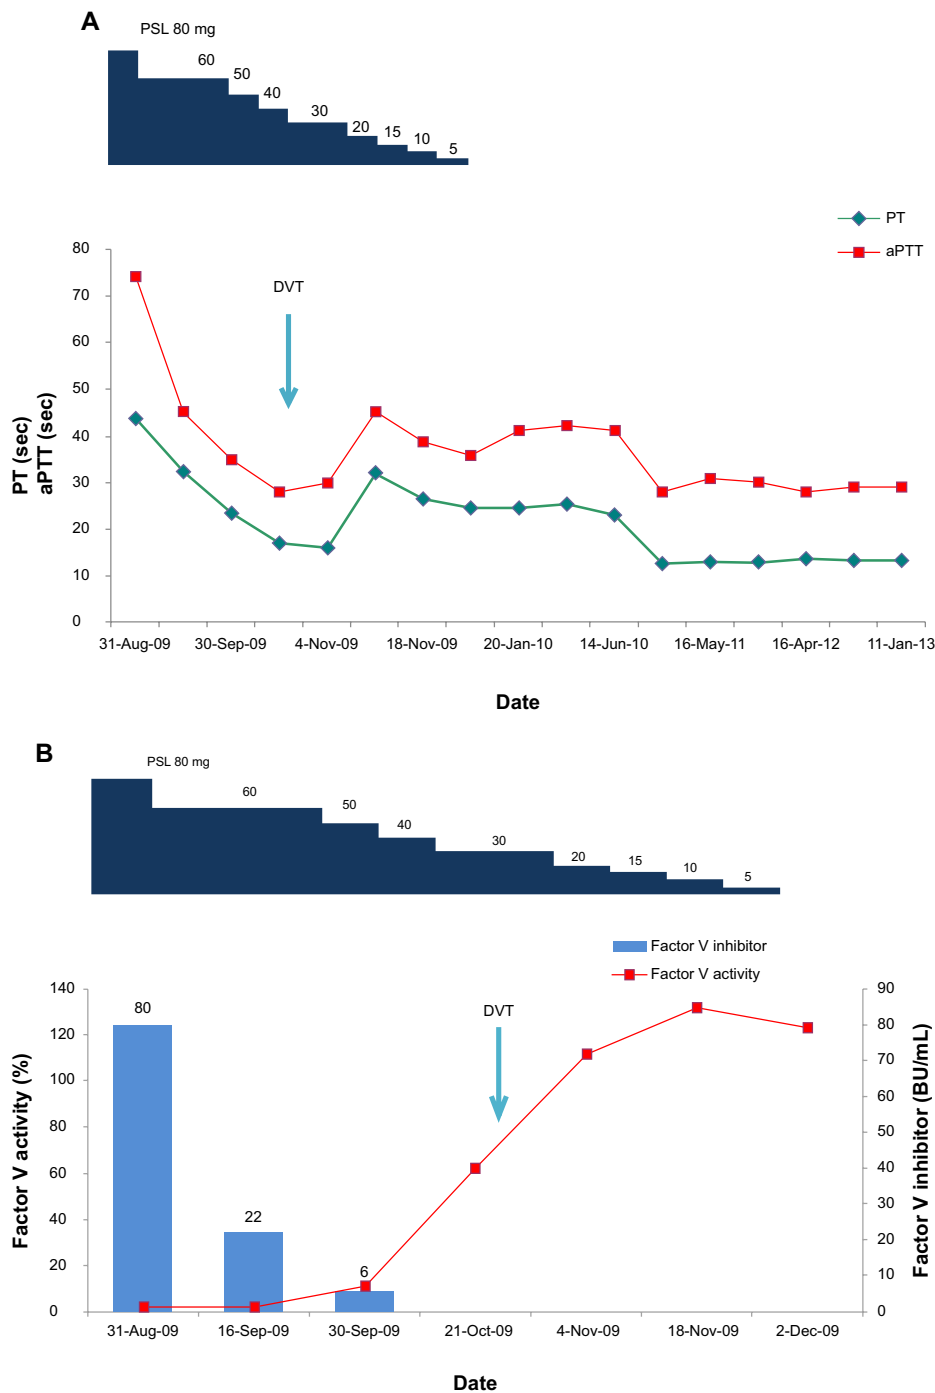 A
PSL 80 mg
60
50
40
30
20
15
10
5
PT
aPTT
PT (sec)
aPTT (sec)
80
70
60
50
40
30
20
10
0
DVT
31-Aug-09 30-Sep-09 4-Nov-09 18-Nov-09 20-Jan-10 14-Jun-10 16-May-11 16-Apr-12 11-Jan-13
Date
B
PSL 80 mg
60
50
40
30
20
15
10
5
Factor V inhibitor
Factor V activity
Factor V activity (%)
140
120
100
80
60
40
20
0
80
22
6
DVT
90
80
70
60
50
40
30
20
10
0
Factor V inhibitor (BU/mL)
31-Aug-09 16-Sep-09 30-Sep-09 21-Oct-09 4-Nov-09 18-Nov-09 2-Dec-09
Date